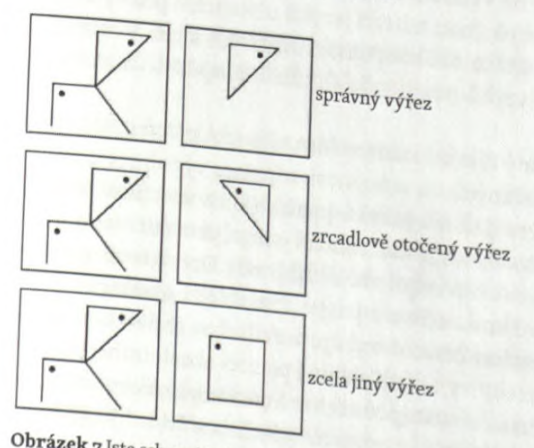 správný výřez
zrcadlově otočený výřez
zcela jiný výřez
Obrázek 7